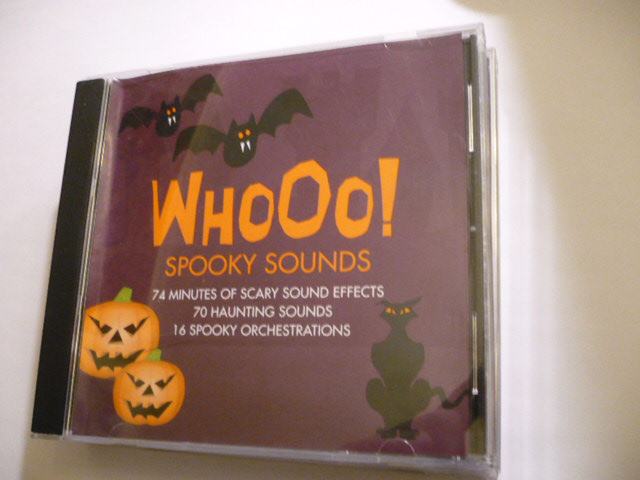 WHOOO!
SPOOKY SOUNDS
74 MINUTES OF SCARY SOUND EFFECTS
70 HAUNTING SOUNDS
16 SPOOKY ORCHESTRATIONS